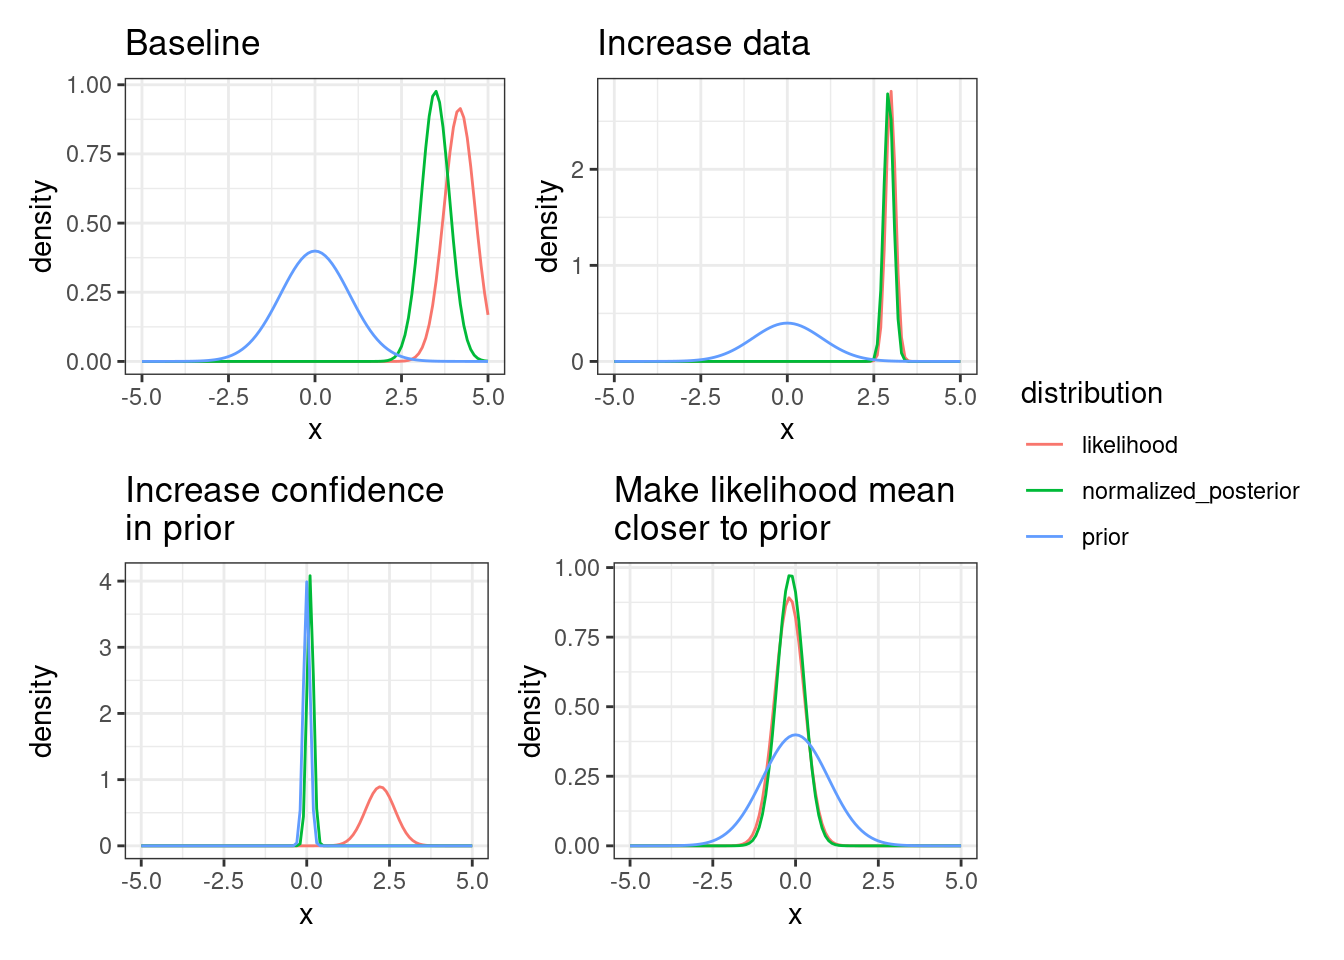 Baseline
1.00
0.75
0.50
0.25
0.00
density
-5.0 -2.5 0.0 2.5 5.0
x
Increase data
2
1
0
density
-5.0 -2.5 0.0 2.5 5.0
x
Increase confidence
in prior
4
3
2
1
0
density
-5.0 -2.5 0.0 2.5 5.0
x
Make likelihood mean
closer to prior
1.00
0.75
0.50
0.25
0.00
density
-5.0 -2.5 0.0 2.5 5.0
x
distribution
likelihood
normalized_posterior
prior